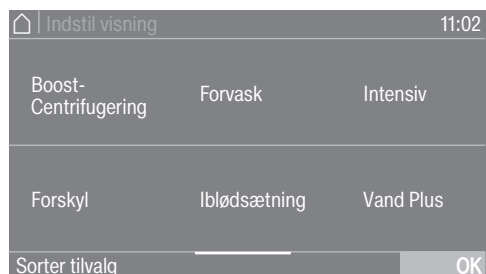 Indstil visning 11:02
Boost-
Centrifugering
Forvask
Intensiv
Forskyl
Iblødsætning
Vand Plus
Sorter tilvalg OK